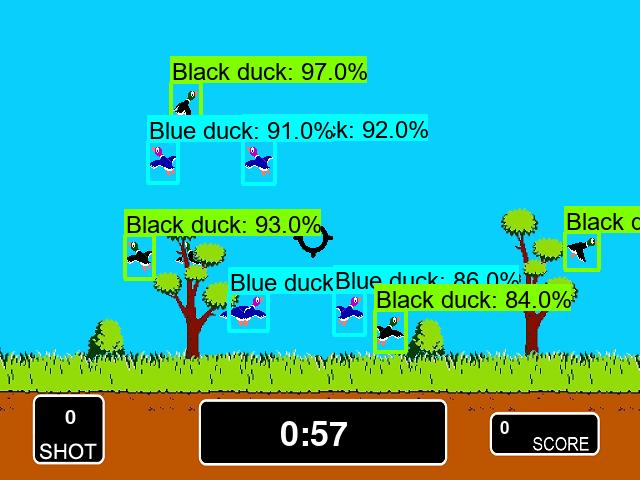 Black duck: 97.0%
Blue duck: 91.0%
k: 92.0%
Black d
Black duck: 93.0%
Blue duck
Blue duck: 86.0%
Black duck: 84.0%
0
SHOT
0:57
0
SCORE